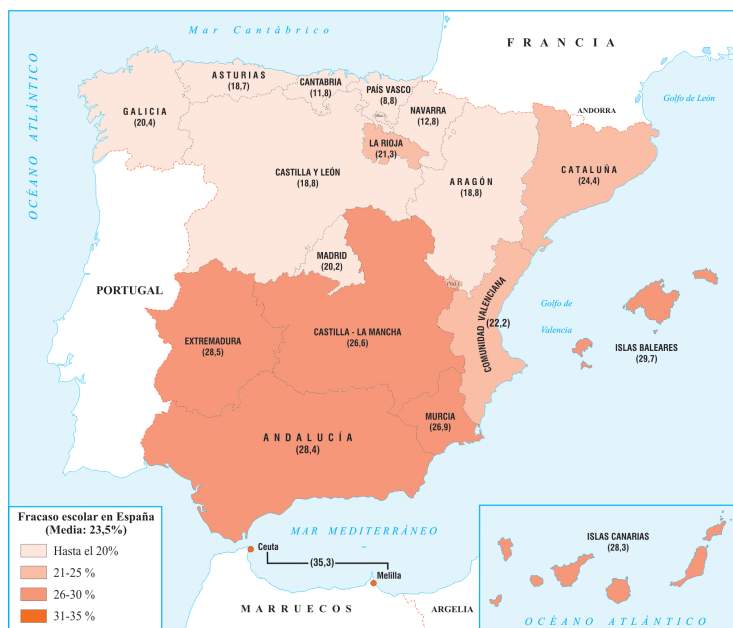 Mar Cantábrico
FRANCIA
OCÉANO ATLÁNTICO
ASTURIAS
(18,7)
CANTABRIA
(11,8)
PAÍS VASCO
(8,8)
NAVARRA
(12,8)
GALICIA
(20,4)
ANDORRA
Golfo de León
LA RIOJA
(21,3)
CASTILLA Y LEÓN
(18,8)
ARAGÓN
(18,8)
CATALUÑA
(24,4)
MADRID
(20,2)
PORTUGAL
COMUNIDAD VALENCIANA
(22,2)
Golfo de
Valencia
EXTREMADURA
(28,5)
CASTILLA - LA MANCHA
(26,6)
ISLAS BALEARES
(29,7)
MURCIA
(26,9)
ANDALUCÍA
(28,4)
Fracaso escolar en España
(Media: 23,5%)
Hasta el 20%
21-25 %
26-30 %
31-35 %
MAR MEDITERRÁNEO
Ceuta
(35,3)
Melilla
MARRUECOS
ARGELIA
ISLAS CANARIAS
(28,3)
OCÉANO ATLÁNTICO